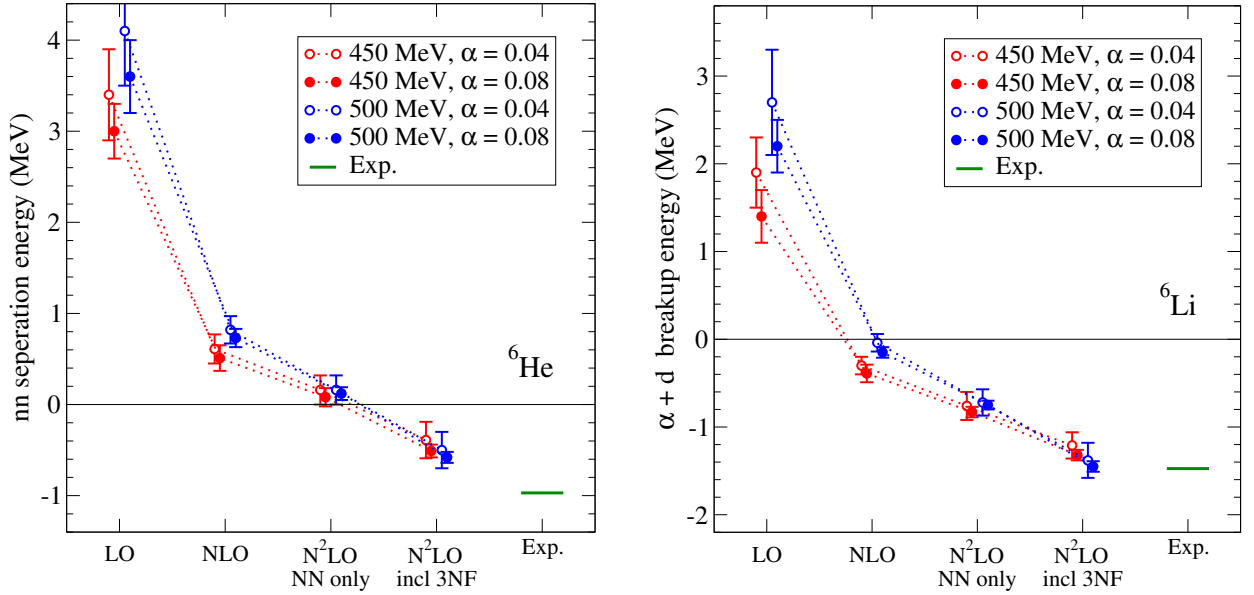 nn seperation energy (MeV)
4
3
2
1
0
-1
450 MeV, α = 0.04
450 MeV, α = 0.08
500 MeV, α = 0.04
500 MeV, α = 0.08
Exp.
⁶He
LO
NLO
N²LO
NN only
N²LO
incl 3NF
Exp.
α + d breakup energy (MeV)
3
2
1
0
-1
-2
450 MeV, α = 0.04
450 MeV, α = 0.08
500 MeV, α = 0.04
500 MeV, α = 0.08
Exp.
⁶Li
LO
NLO
N²LO
NN only
N²LO
incl 3NF
Exp.